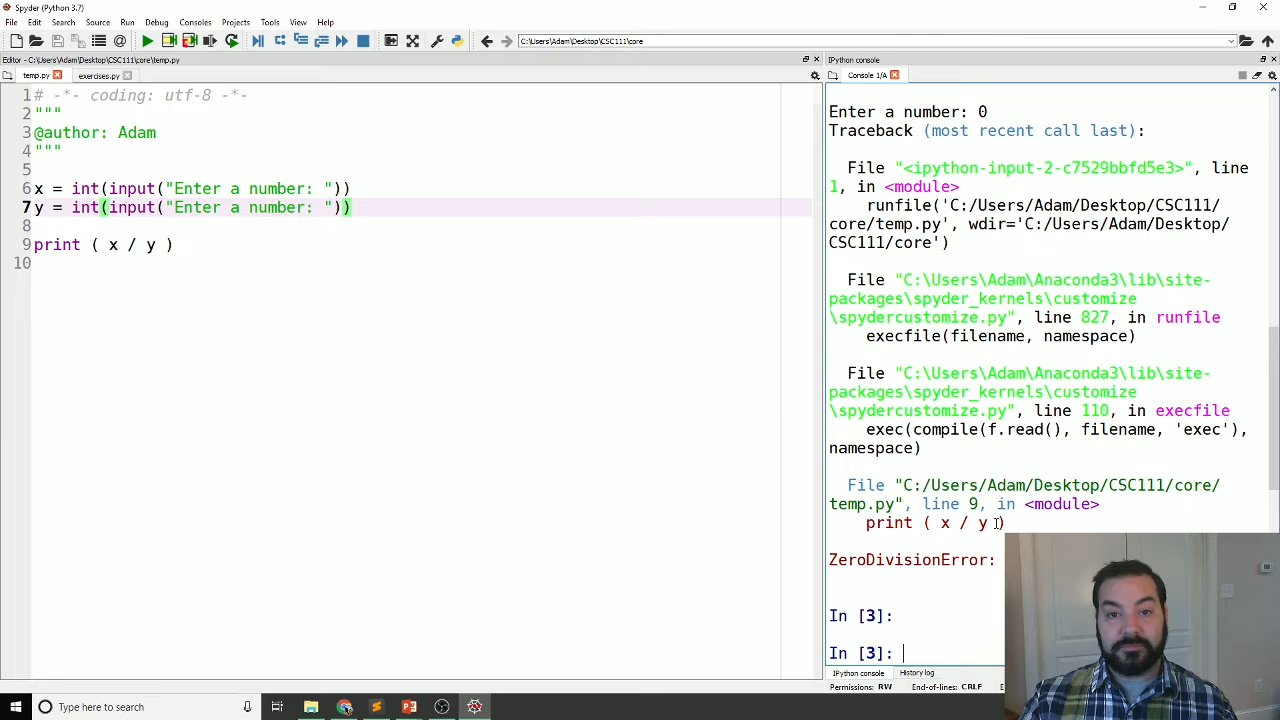 Spyder (Python 3.7)
File Edit Search Source Run Debug Consoles Projects Tools View Help
C:\Users\Adam\Desktop\CSC111\core
Editor - C:\Users\Adam\Desktop\CSC111\core\temp.py
temp.py exercises.py
1 # -*- coding: utf-8 -*-
2 """
3 @author: Adam
4 """
5
6 x = int(input("Enter a number: "))
7 y = int(input("Enter a number: "))
8
9 print ( x / y )
10
IPython console
Console 1/A
Enter a number: 0
Traceback (most recent call last):
File "<ipython-input-2-c7529bbfd5e3>", line
1, in <module>
runfile('C:/Users/Adam/Desktop/CSC111/
core/temp.py', wdir='C:/Users/Adam/Desktop/
CSC111/core')
File "C:\Users\Adam\Anaconda3\lib\site-
packages\spyder_kernels\customize
\spydercustomize.py", line 827, in runfile
execfile(filename, namespace)
File "C:\Users\Adam\Anaconda3\lib\site-
packages\spyder_kernels\customize
\spydercustomize.py", line 110, in execfile
exec(compile(f.read(), filename, 'exec'),
namespace)
File "C:/Users/Adam/Desktop/CSC111/core/
temp.py", line 9, in <module>
print ( x / y )
ZeroDivisionError:
In [3]:
In [3]:
IPython console History log
Permissions: RW End-of-lines: CRLF
Type here to search